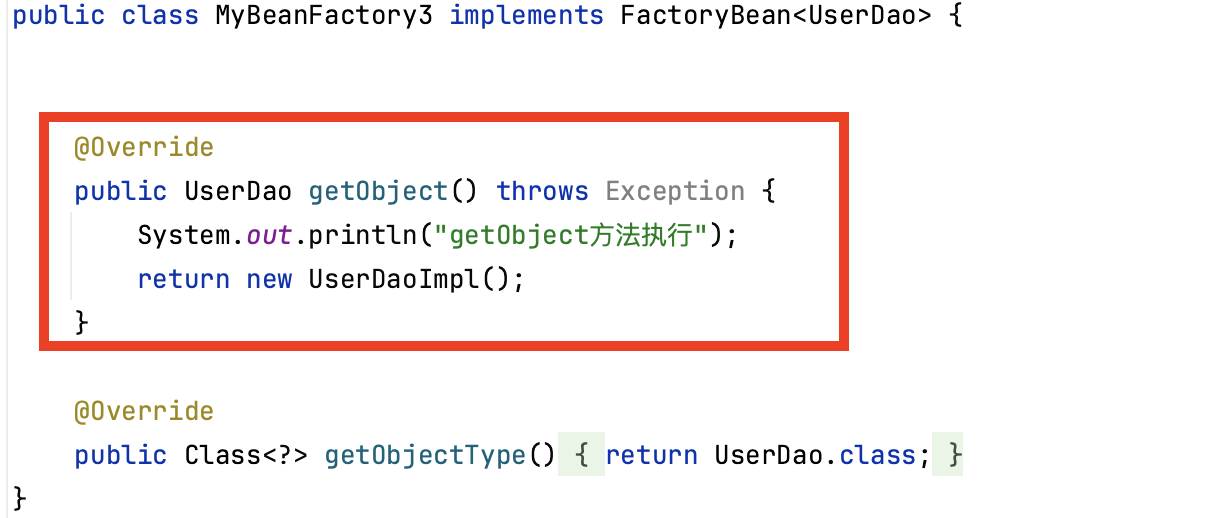 public class MyBeanFactory3 implements FactoryBean<UserDao> {
@Override
public UserDao getObject() throws Exception {
System.out.println("getObject方法执行");
return new UserDaoImpl();
}
@Override
public Class<?> getObjectType() { return UserDao.class; }
}